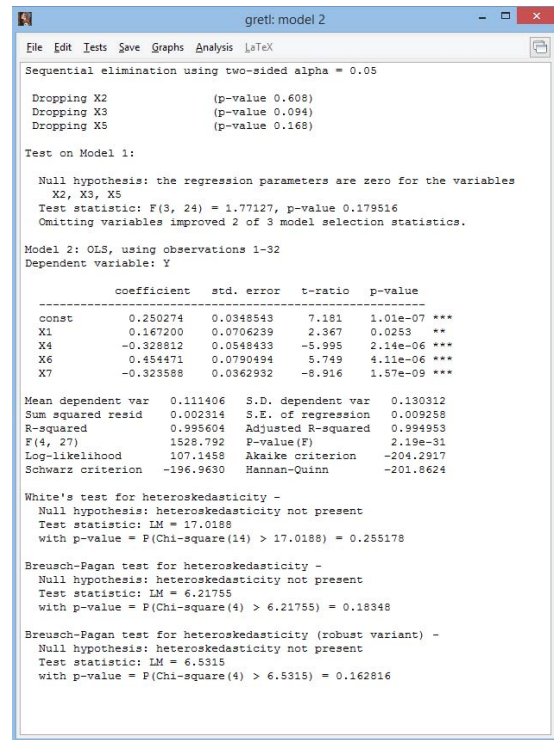 gretl: model 2
File Edit Tests Save Graphs Analysis LaTeX
Sequential elimination using two-sided alpha = 0.05
Dropping X2 (p-value 0.608)
Dropping X3 (p-value 0.094)
Dropping X5 (p-value 0.168)
Test on Model 1:
Null hypothesis: the regression parameters are zero for the variables
X2, X3, X5
Test statistic: F(3, 24) = 1.77127, p-value 0.179516
Omitting variables improved 2 of 3 model selection statistics.
Model 2: OLS, using observations 1-32
Dependent variable: Y
coefficient std. error t-ratio p-value
const 0.250274 0.0348543 7.181 1.01e-07 ***
X1 0.167200 0.0706239 2.367 0.0253 **
X4 -0.328812 0.0548433 -5.995 2.14e-06 ***
X6 0.454471 0.0790494 5.749 4.11e-06 ***
X7 -0.323588 0.0362932 -8.916 1.57e-09 ***
Mean dependent var 0.111406 S.D. dependent var 0.130312
Sum squared resid 0.002314 S.E. of regression 0.009258
R-squared 0.995604 Adjusted R-squared 0.994953
F(4, 27) 1528.792 P-value(F) 2.19e-31
Log-likelihood 107.1458 Akaike criterion -204.2917
Schwarz criterion -196.9630 Hannan-Quinn -201.8624
White's test for heteroskedasticity -
Null hypothesis: heteroskedasticity not present
Test statistic: LM = 17.0188
with p-value = P(Chi-square(14) > 17.0188) = 0.255178
Breusch-Pagan test for heteroskedasticity -
Null hypothesis: heteroskedasticity not present
Test statistic: LM = 6.21755
with p-value = P(Chi-square(4) > 6.21755) = 0.18348
Breusch-Pagan test for heteroskedasticity (robust variant) -
Null hypothesis: heteroskedasticity not present
Test statistic: LM = 6.5315
with p-value = P(Chi-square(4) > 6.5315) = 0.162816